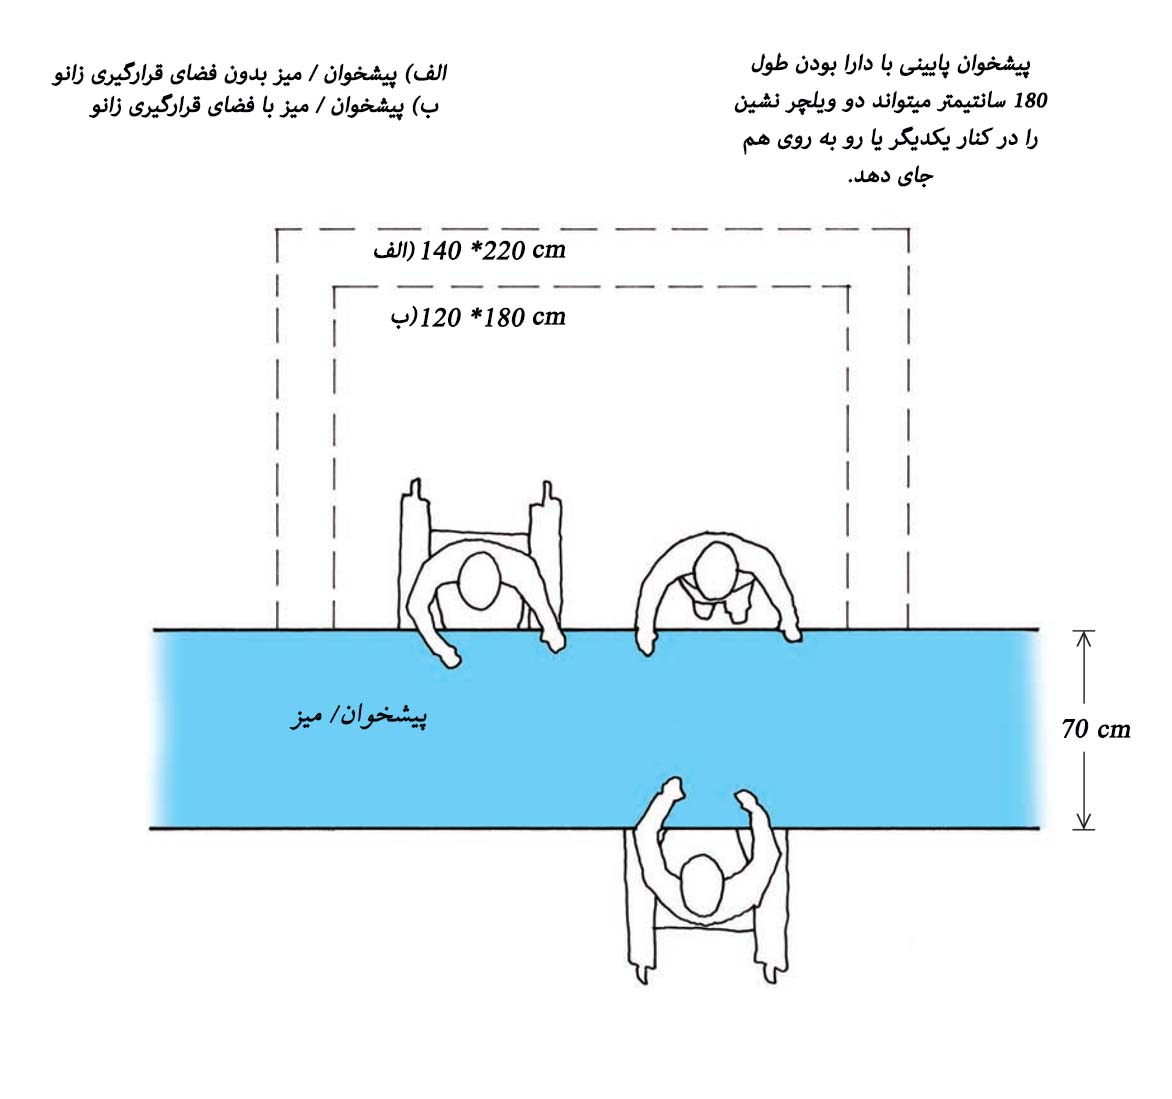 پیشخوان پایینی با دارا بودن طول
180 سانتیمتر میتواند دو ویلچر نشین
را در کنار یکدیگر یا رو به روی هم
جای دهد.
الف) پیشخوان / میز بدون فضای قرارگیری زانو
ب) پیشخوان / میز با فضای قرارگیری زانو
الف) 140 *220 cm
ب) 120 *180 cm
پیشخوان/ میز
70 cm